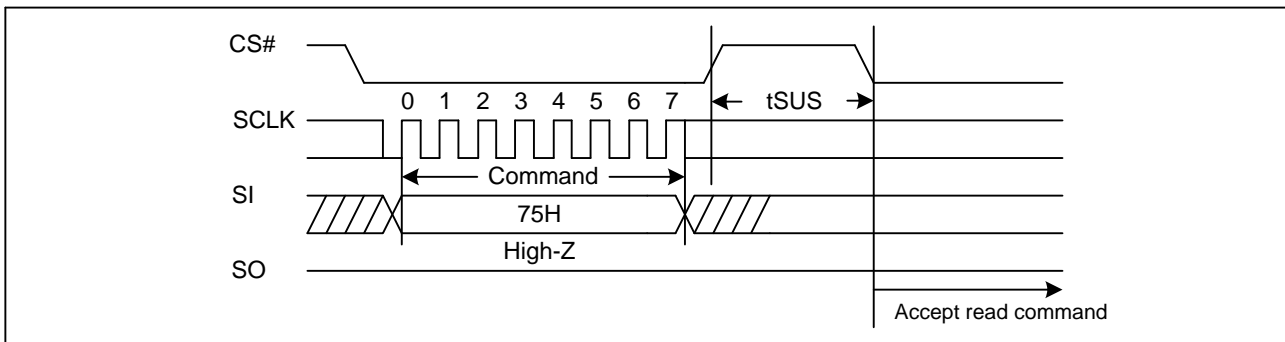 CS#
0 1 2 3 4 5 6 7
tSUS
SCLK
Command
SI
75H
High-Z
SO
Accept read command